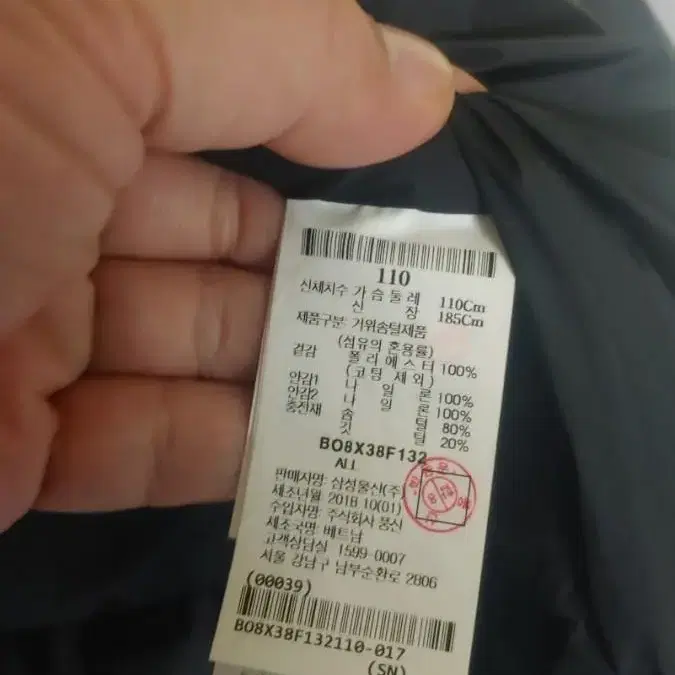 110
신체치수 가 슴 둘 레 110Cm
신 장 185Cm
제품구분: 거위솜털제품
(섬유의 혼용률)
겉감 폴 리 에 스 터 100%
(코 팅 제 외)
안감1 나 일 론 100%
안감2 나 일 론 100%
충전재 솜 털 80%
깃 털 20%
BO8X38F132
ALL
판매자명: 삼성물산(주)
제조년월 2018 10(01)
수입자명: 주식회사 풍신
제조국명: 베트남
고객상담실 1599-0007
서울 강남구 남부순환로 2806
(00039)
BO8X38F132110-017
(SN)